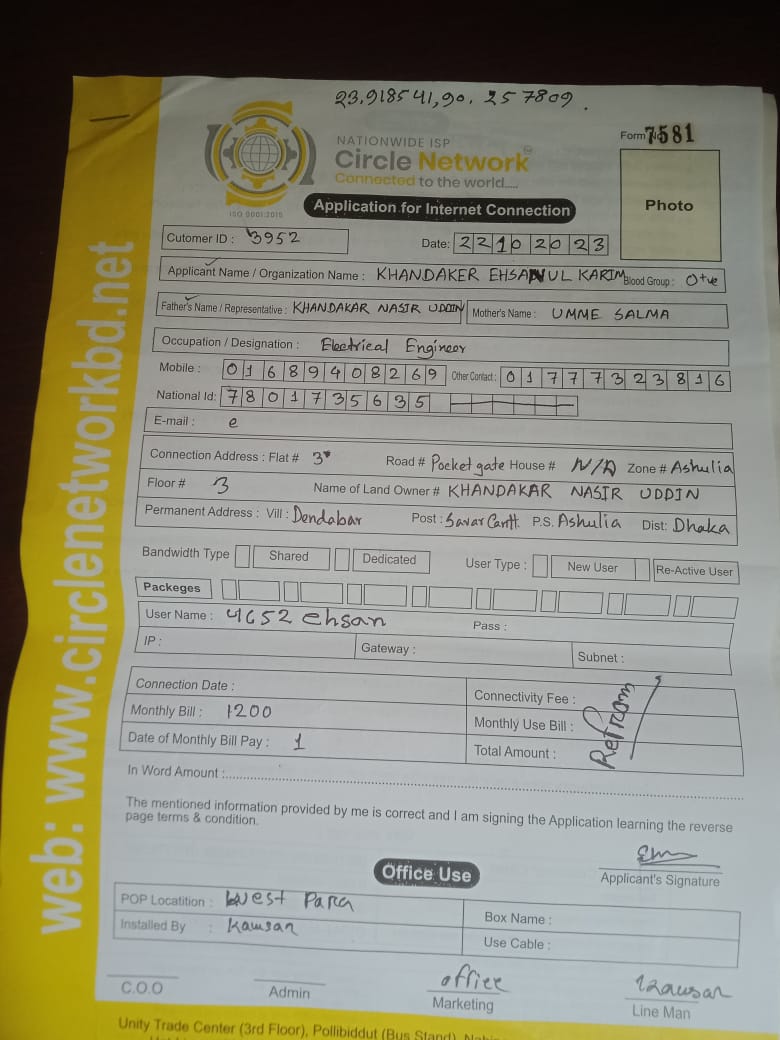 23.918541,90.257809.
Form No 7581
NATIONWIDE ISP
Circle Network
Connected to the world.....
ISO 9001:2015
Photo
Application for Internet Connection
Cutomer ID : 3952
Date: 22102023
Applicant Name / Organization Name : KHANDAKER EHSANUL KARIM Blood Group : O+ve
Father's Name / Representative : KHANDAKAR NASIR UDDIN Mother's Name : UMME SALMA
Occupation / Designation : Electrical Engineer
Mobile : 01689408269 Other Contact : 01777323816
National Id: 7801735635
E-mail : e
Connection Address : Flat # 3 Road # Pocket gate House # N/A Zone # Ashulia
Floor # 3 Name of Land Owner # KHANDAKAR NASIR UDDIN
Permanent Address : Vill : Dendabar Post : Savar Cantt. P.S. Ashulia Dist: Dhaka
Bandwidth Type Shared Dedicated User Type : New User Re-Active User
Packeges
User Name : 4652 ehsan Pass :
IP : Gateway : Subnet :
Connection Date : Connectivity Fee :
Monthly Bill : 1200 Monthly Use Bill :
Date of Monthly Bill Pay : 1 Total Amount :
In Word Amount :
The mentioned information provided by me is correct and I am signing the Application learning the reverse
page terms & condition.
Office Use
Applicant's Signature
POP Locatition : West Para Box Name :
Installed By : Kawsar Use Cable :
office Kawsar
C.O.O Admin Marketing Line Man
Unity Trade Center (3rd Floor), Pollibiddut (Bus Stand),
web: www.circlenetworkbd.net